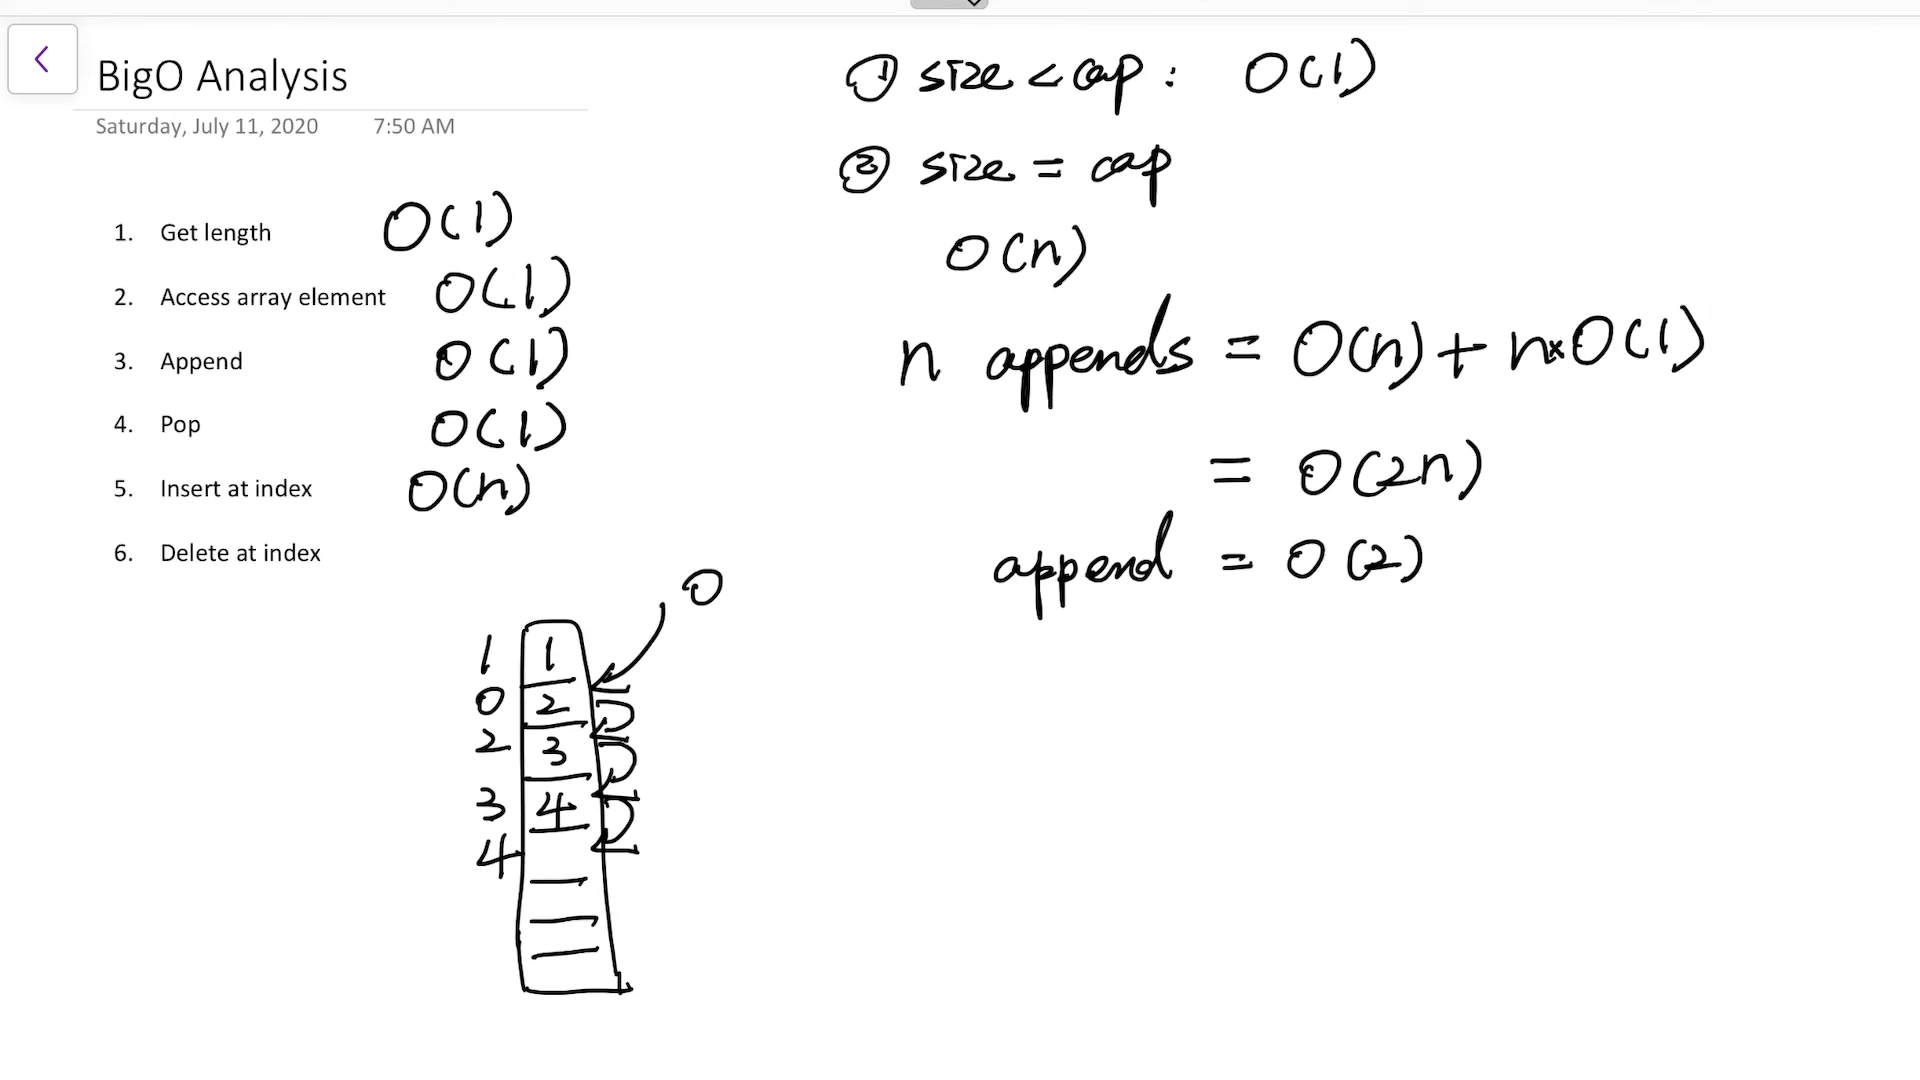 BigO Analysis
Saturday, July 11, 2020 7:50 AM
1. Get length O(1)
2. Access array element O(1)
3. Append O(1)
4. Pop O(1)
5. Insert at index O(n)
6. Delete at index
① size < cap : O(1)
② size = cap
O(n)
n appends = O(n) + n×O(1)
= O(2n)
append = O(2)
0
1 1
0 2
2 3
3 4
4